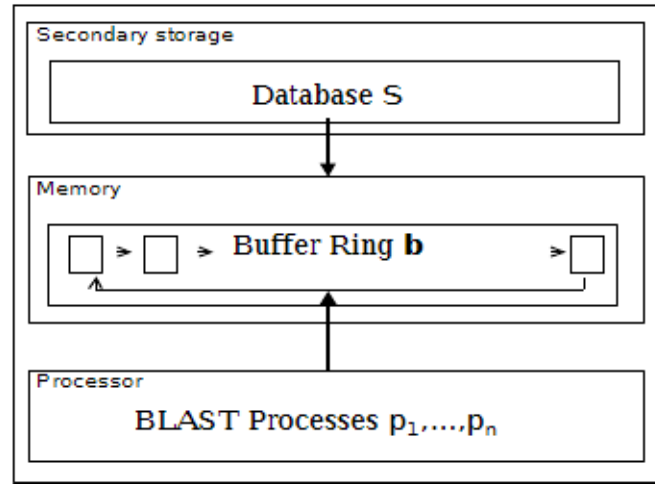 Secondary storage
Database S
Memory
Buffer Ring b
Processor
BLAST Processes p₁,...,pₙ